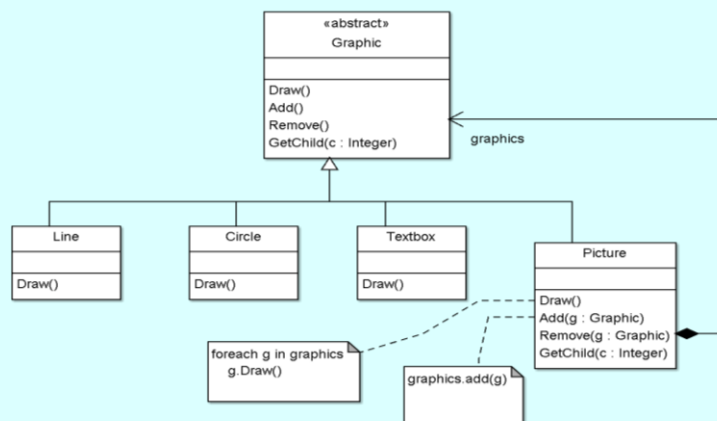 «abstract»
Graphic
Draw()
Add()
Remove()
GetChild(c : Integer)
graphics
Line
Draw()
Circle
Draw()
Textbox
Draw()
Picture
Draw()
Add(g : Graphic)
Remove(g : Graphic)
GetChild(c : Integer)
foreach g in graphics
g.Draw()
graphics.add(g)